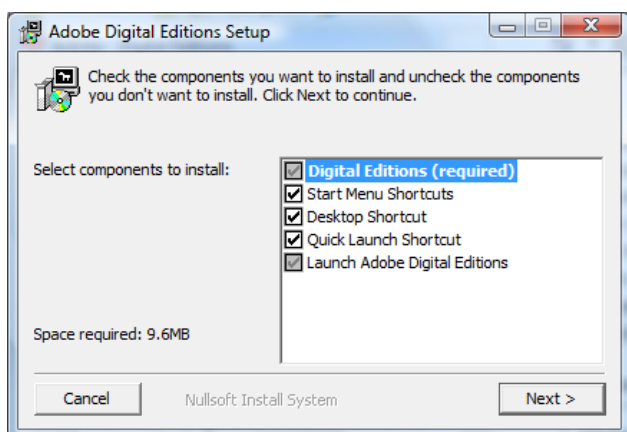 Adobe Digital Editions Setup
Check the components you want to install and uncheck the components
you don't want to install. Click Next to continue.
Select components to install:
Digital Editions (required)
Start Menu Shortcuts
Desktop Shortcut
Quick Launch Shortcut
Launch Adobe Digital Editions
Space required: 9.6MB
Cancel
Nullsoft Install System
Next >